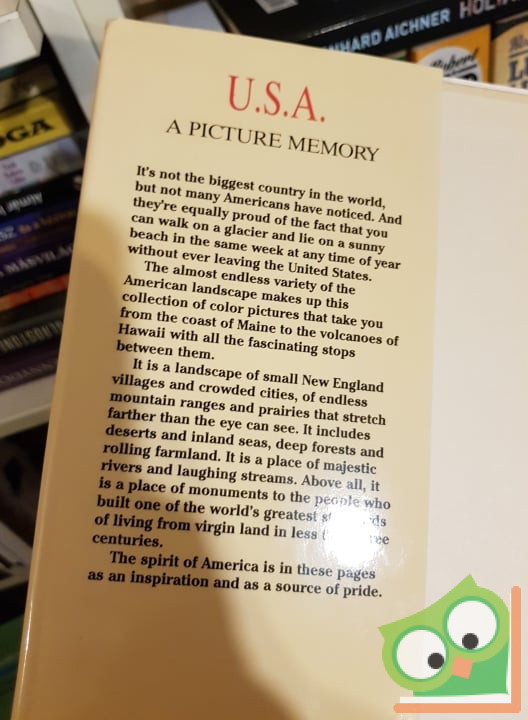 U.S.A.
A PICTURE MEMORY
It's not the biggest country in the world,
but not many Americans have noticed. And
they're equally proud of the fact that you
can walk on a glacier and lie on a sunny
beach in the same week at any time of year
without ever leaving the United States.
The almost endless variety of the
American landscape makes up this
collection of color pictures that take you
from the coast of Maine to the volcanoes of
Hawaii with all the fascinating stops
between them.
It is a landscape of small New England
villages and crowded cities, of endless
mountain ranges and prairies that stretch
farther than the eye can see. It includes
deserts and inland seas, deep forests and
rolling farmland. It is a place of majestic
rivers and laughing streams. Above all, it
is a place of monuments to the people who
built one of the world's greatest
of living from virgin land in less
centuries.
The spirit of America is in these pages
as an inspiration and as a source of pride.
AICHNER
Robert